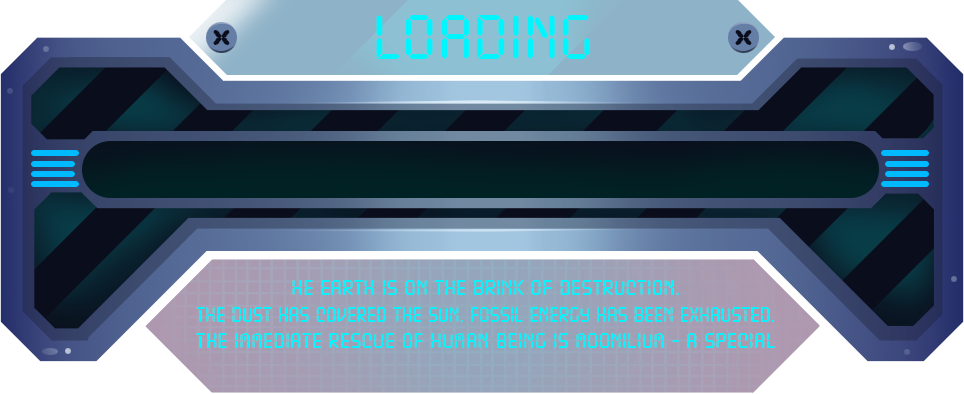 LOADING
HE EARTH IS ON THE BRINK OF DESTRUCTION.
THE DUST HAS COVERED THE SUN. FOSSIL ENERGY HAS BEEN EXHAUSTED.
THE IMMEDIATE RESCUE OF HUMAN BEING IS MOONILIUM - A SPECIAL